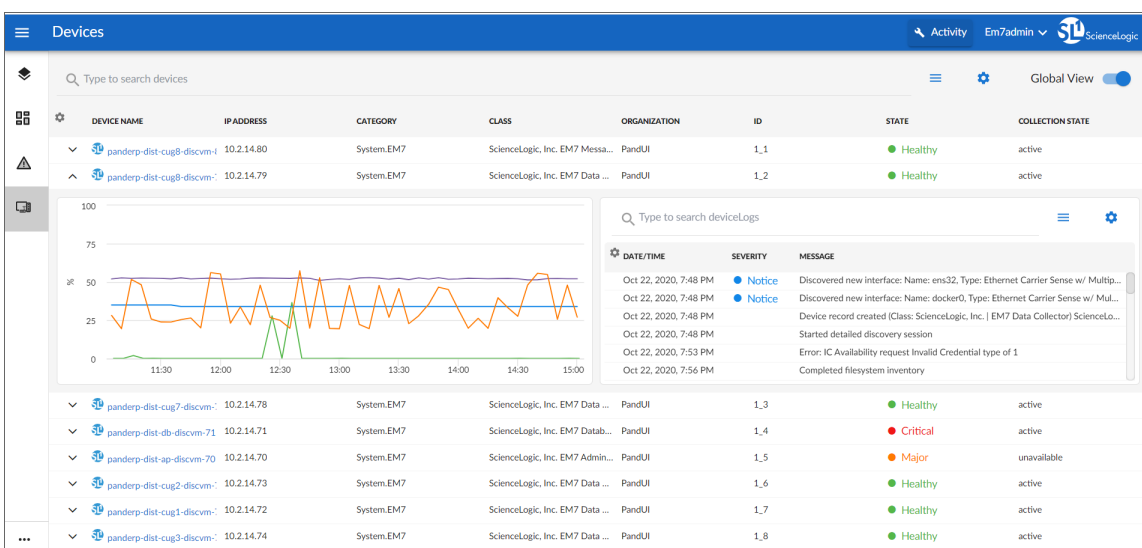 Devices
Activity Em7admin SL1 ScienceLogic
Type to search devices Global View
DEVICE NAME IP ADDRESS CATEGORY CLASS ORGANIZATION ID STATE COLLECTION STATE
panderp-dist-cug8-discvm- 10.2.14.80 System.EM7 ScienceLogic, Inc. EM7 Messa... PandUI 1_1 Healthy active
panderp-dist-cug8-discvm- 10.2.14.79 System.EM7 ScienceLogic, Inc. EM7 Data ... PandUI 1_2 Healthy active
100
75
%
50
25
0
11:30 12:00 12:30 13:00 13:30 14:00 14:30 15:00
Type to search deviceLogs
DATE/TIME SEVERITY MESSAGE
Oct 22, 2020, 7:48 PM Notice Discovered new interface: Name: ens32, Type: Ethernet Carrier Sense w/ Multip...
Oct 22, 2020, 7:48 PM Notice Discovered new interface: Name: docker0, Type: Ethernet Carrier Sense w/ Mul...
Oct 22, 2020, 7:48 PM Device record created (Class: ScienceLogic, Inc. | EM7 Data Collector) ScienceLo...
Oct 22, 2020, 7:48 PM Started detailed discovery session
Oct 22, 2020, 7:53 PM Error: IC Availability request Invalid Credential type of 1
Oct 22, 2020, 7:56 PM Completed filesystem inventory
panderp-dist-cug7-discvm- 10.2.14.78 System.EM7 ScienceLogic, Inc. EM7 Data ... PandUI 1_3 Healthy active
panderp-dist-db-discvm-71 10.2.14.71 System.EM7 ScienceLogic, Inc. EM7 Datab... PandUI 1_4 Critical active
panderp-dist-ap-discvm-70 10.2.14.70 System.EM7 ScienceLogic, Inc. EM7 Admin... PandUI 1_5 Major unavailable
panderp-dist-cug2-discvm- 10.2.14.73 System.EM7 ScienceLogic, Inc. EM7 Data ... PandUI 1_6 Healthy active
panderp-dist-cug1-discvm- 10.2.14.72 System.EM7 ScienceLogic, Inc. EM7 Data ... PandUI 1_7 Healthy active
panderp-dist-cug3-discvm- 10.2.14.74 System.EM7 ScienceLogic, Inc. EM7 Data ... PandUI 1_8 Healthy active